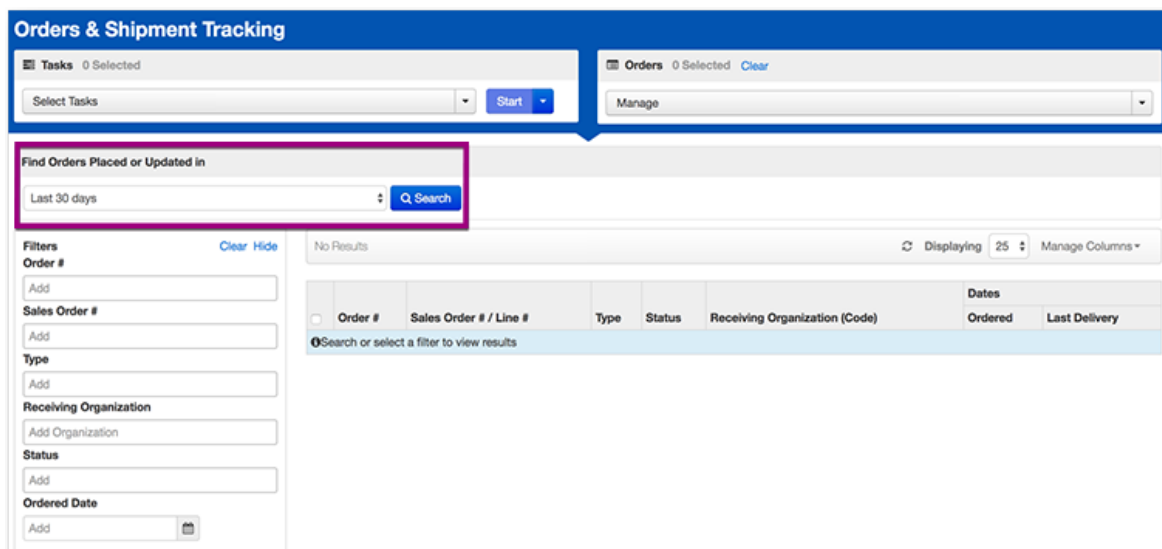 Orders & Shipment Tracking
Tasks 0 Selected
Orders 0 Selected Clear
Select Tasks
Start
Manage
Find Orders Placed or Updated in
Last 30 days
Search
Filters Clear Hide
Order #
Add
Sales Order #
Add
Type
Add
Receiving Organization
Add Organization
Status
Add
Ordered Date
Add
No Results
Displaying 25 Manage Columns
Dates
Order # Sales Order # / Line # Type Status Receiving Organization (Code) Ordered Last Delivery
Search or select a filter to view results